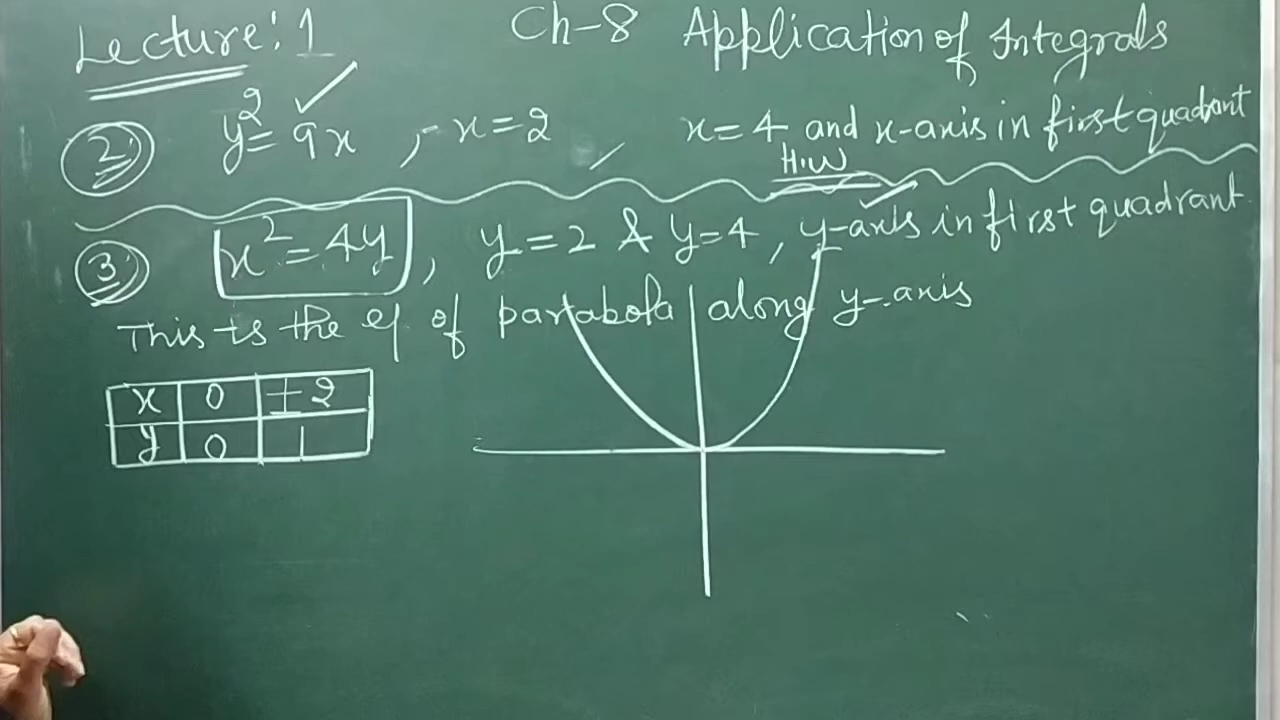 Lecture: 1 Ch-8 Application of Integrals
② y² = 9x , x = 2 , x = 4 and x-axis in first quadrant
H.W
③ x² = 4y , y = 2 & y = 4 , y-axis in first quadrant.
This is the eq. of parabola along y-axis
x 0 ±2
y 0 1